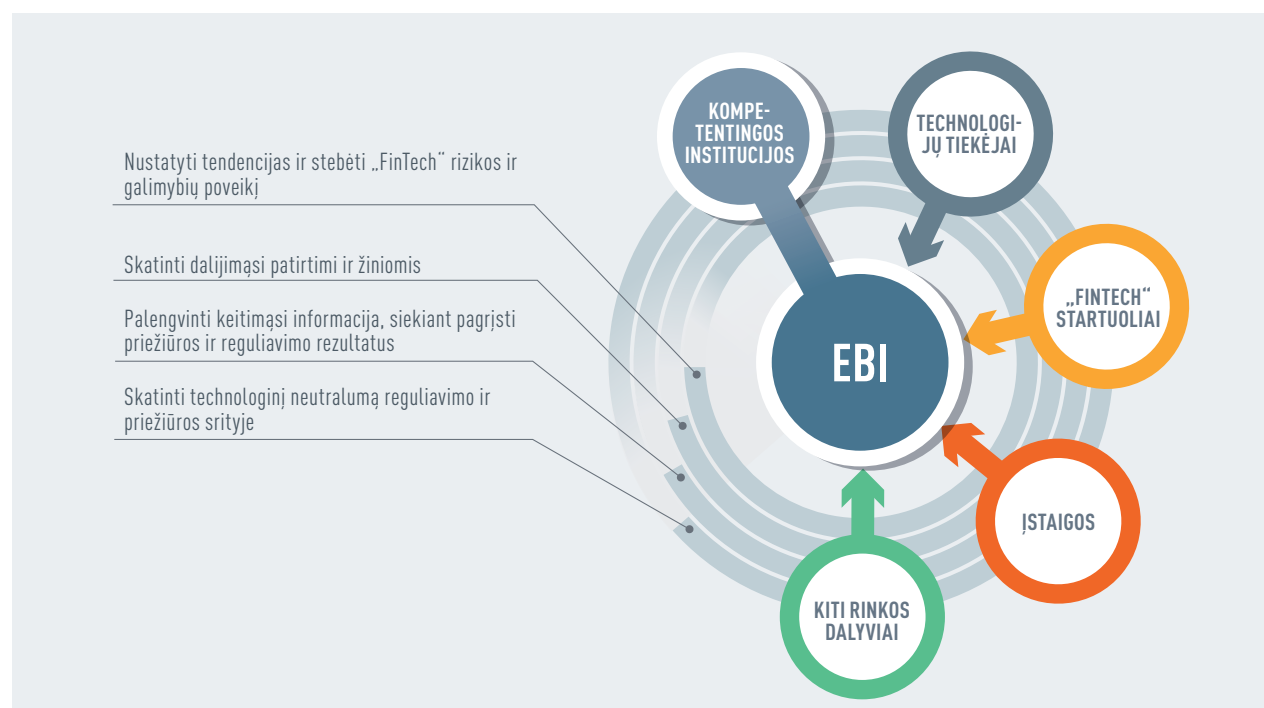 Nustatyti tendencijas ir stebėti „FinTech“ rizikos ir
galimybių poveikį
Skatinti dalijimąsi patirtimi ir žiniomis
Palengvinti keitimąsi informacija, siekiant pagrįsti
priežiūros ir reguliavimo rezultatus
Skatinti technologinį neutralumą reguliavimo ir
priežiūros srityje
KOMPE-
TENTINGOS
INSTITUCIJOS
TECHNOLOGI-
JŲ TIEKĖJAI
„FINTECH“
STARTUOLIAI
EBI
ĮSTAIGOS
KITI RINKOS
DALYVIAI